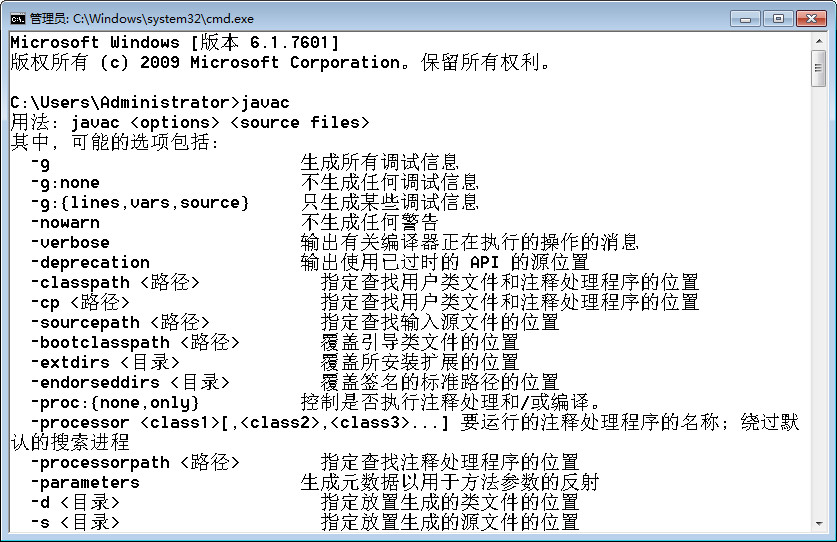 管理员: C:\Windows\system32\cmd.exe
Microsoft Windows [版本 6.1.7601]
版权所有 (c) 2009 Microsoft Corporation。保留所有权利。
C:\Users\Administrator>javac
用法: javac <options> <source files>
其中, 可能的选项包括:
-g 生成所有调试信息
-g:none 不生成任何调试信息
-g:{lines,vars,source} 只生成某些调试信息
-nowarn 不生成任何警告
-verbose 输出有关编译器正在执行的操作的消息
-deprecation 输出使用已过时的 API 的源位置
-classpath <路径> 指定查找用户类文件和注释处理程序的位置
-cp <路径> 指定查找用户类文件和注释处理程序的位置
-sourcepath <路径> 指定查找输入源文件的位置
-bootclasspath <路径> 覆盖引导类文件的位置
-extdirs <目录> 覆盖所安装扩展的位置
-endorseddirs <目录> 覆盖签名的标准路径的位置
-proc:{none,only} 控制是否执行注释处理和/或编译。
-processor <class1>[,<class2>,<class3>...] 要运行的注释处理程序的名称; 绕过默
认的搜索进程
-processorpath <路径> 指定查找注释处理程序的位置
-parameters 生成元数据以用于方法参数的反射
-d <目录> 指定放置生成的类文件的位置
-s <目录> 指定放置生成的源文件的位置